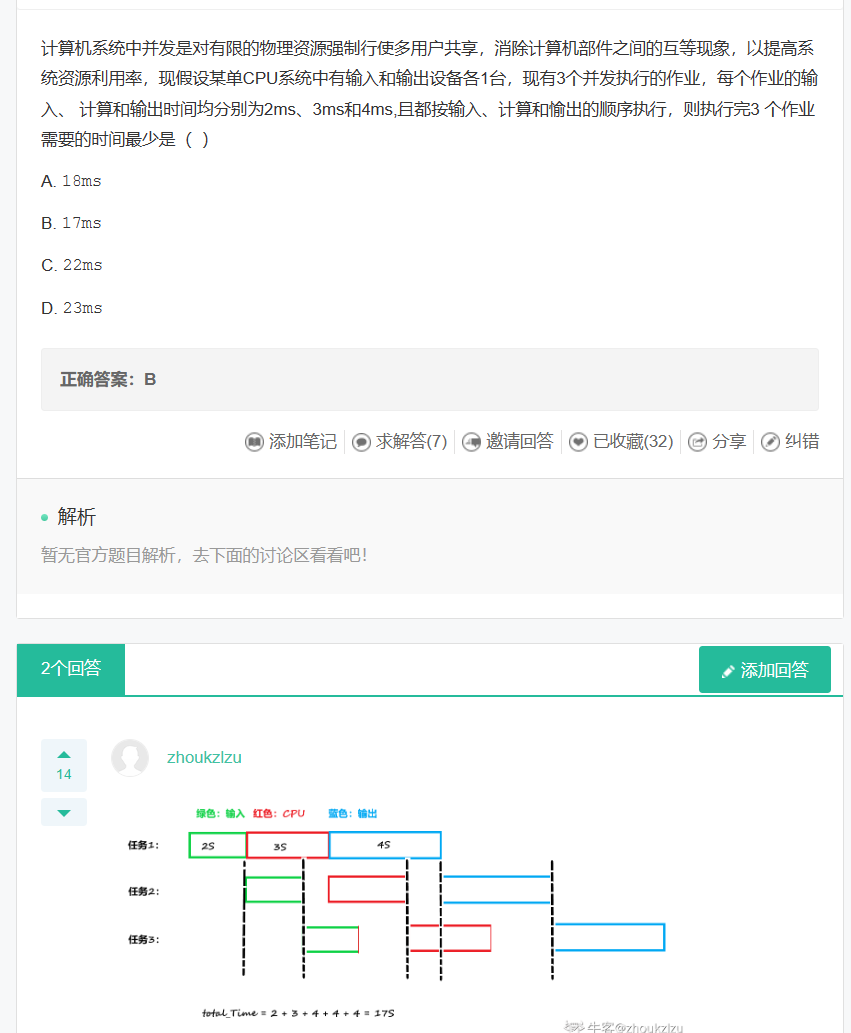 计算机系统中并发是对有限的物理资源强制行使多用户共享，消除计算机部件之间的互等现象，以提高系
统资源利用率，现假设某单CPU系统中有输入和输出设备各1台，现有3个并发执行的作业，每个作业的输
入、 计算和输出时间均分别为2ms、3ms和4ms,且都按输入、计算和愉出的顺序执行，则执行完3 个作业
需要的时间最少是（ ）
A. 18ms
B. 17ms
C. 22ms
D. 23ms
正确答案：B
添加笔记 求解答(7) 邀请回答 已收藏(32) 分享 纠错
解析
暂无官方题目解析，去下面的讨论区看看吧！
2个回答 添加回答
14 zhoukzlzu
绿色：输入 红色：CPU 蓝色：输出
任务1： 2S 3S 4S
任务2：
任务3：
total_Time = 2 + 3 + 4 + 4 + 4 = 17S
牛客@zhoukzlzu